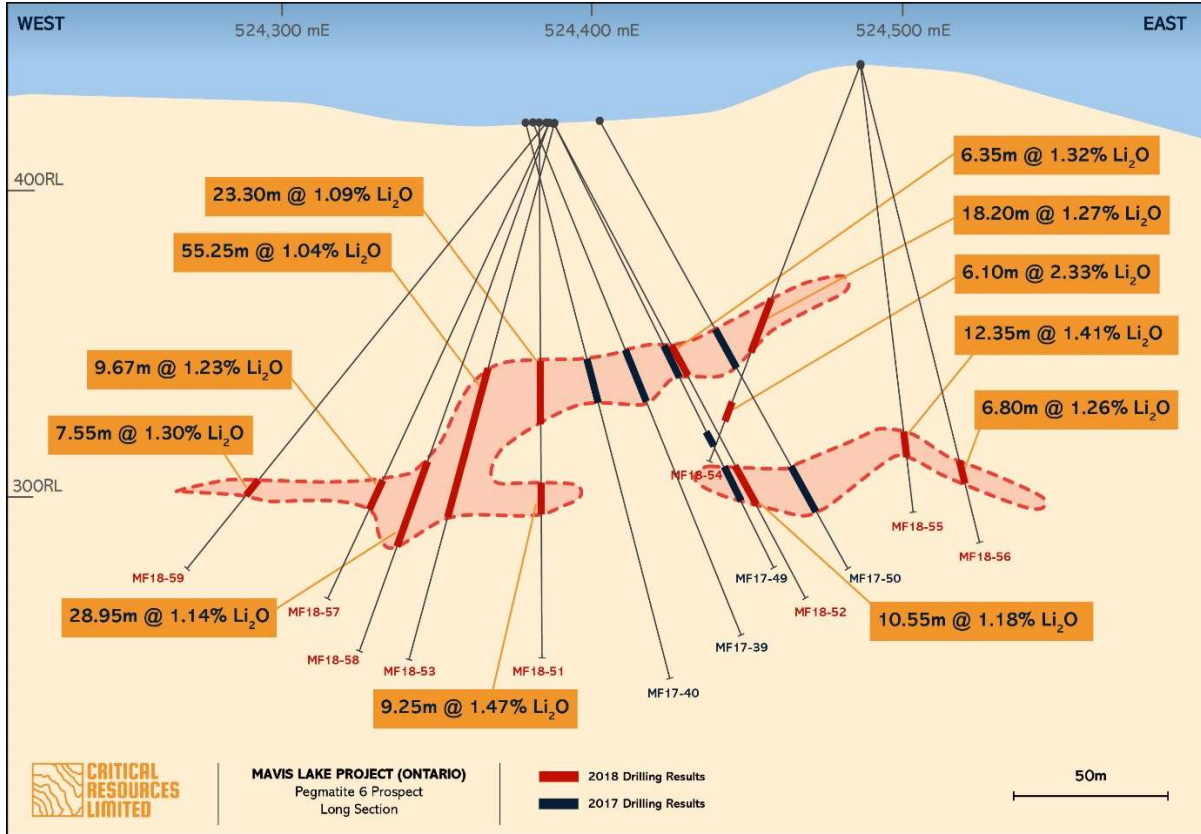 WEST
524,300 mE
524,400 mE
524,500 mE
EAST
6.35m @ 1.32% Li₂O
400RL
23.30m @ 1.09% Li₂O
18.20m @ 1.27% Li₂O
55.25m @ 1.04% Li₂O
6.10m @ 2.33% Li₂O
12.35m @ 1.41% Li₂O
9.67m @ 1.23% Li₂O
6.80m @ 1.26% Li₂O
7.55m @ 1.30% Li₂O
MF18-54
300RL
MF18-55
MF18-56
MF18-59
MF17-49
MF17-50
28.95m @ 1.14% Li₂O
MF18-57
MF18-52
10.55m @ 1.18% Li₂O
MF17-39
MF18-58
MF18-53
MF18-51
MF17-40
9.25m @ 1.47% Li₂O
CRITICAL
RESOURCES
LIMITED
MAVIS LAKE PROJECT (ONTARIO)
Pegmatite 6 Prospect
Long Section
2018 Drilling Results
2017 Drilling Results
50m